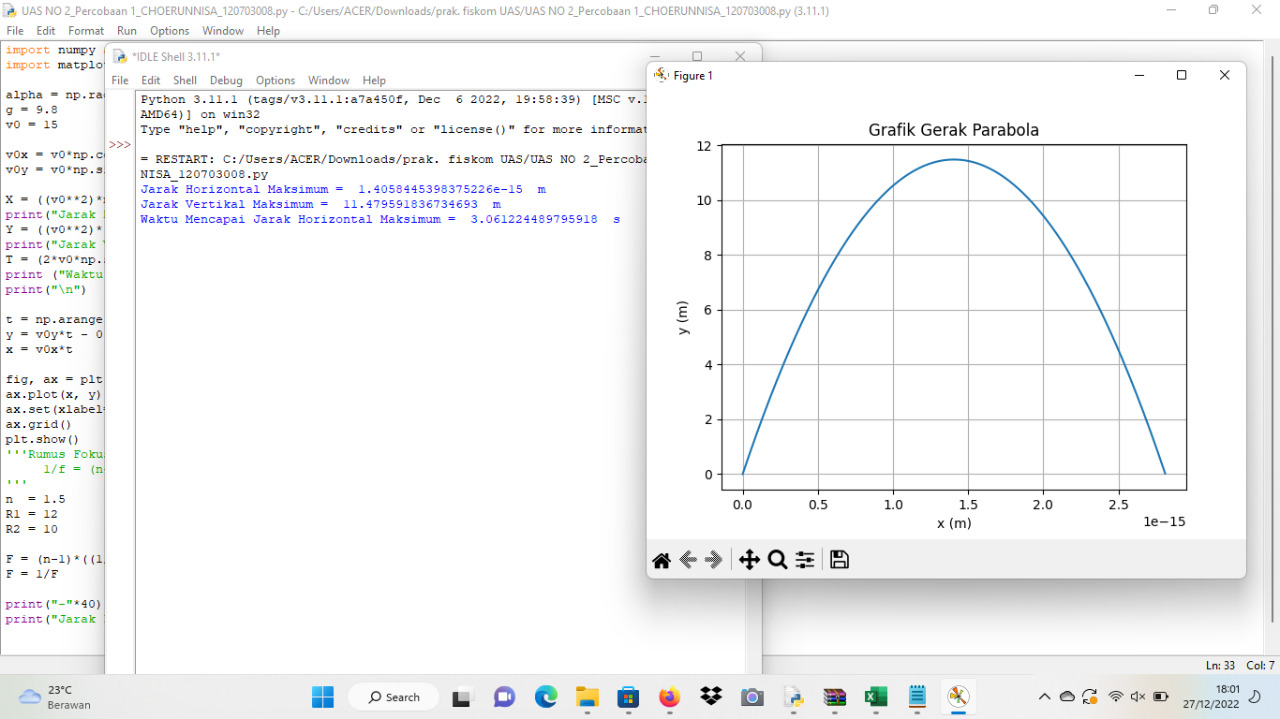 UAS NO 2_Percobaan 1_CHOERUNNISA_120703008.py - C:/Users/ACER/Downloads/prak. fiskom UAS/UAS NO 2_Percobaan 1_CHOERUNNISA_120703008.py (3.11.1)
File Edit Format Run Options Window Help
import numpy
import matplo
alpha = np.ra
g = 9.8
v0 = 15
v0x = v0*np.c
v0y = v0*np.s
X = ((v0**2)*
print("Jarak
Y = ((v0**2)*
print("Jarak
T = (2*v0*np.
print ("Waktu
print("\n")
t = np.arange
y = v0y*t - 0
x = v0x*t
fig, ax = plt
ax.plot(x, y)
ax.set(xlabel
ax.grid()
plt.show()
'''Rumus Foku
1/f = (n
'''
n  = 1.5
R1 = 12
R2 = 10
F = (n-1)*((1
F = 1/F
print("-"*40)
print("Jarak
*IDLE Shell 3.11.1*
File Edit Shell Debug Options Window Help
Python 3.11.1 (tags/v3.11.1:a7a450f, Dec  6 2022, 19:58:39) [MSC v.1
AMD64)] on win32
Type "help", "copyright", "credits" or "license()" for more informat
>>>
= RESTART: C:/Users/ACER/Downloads/prak. fiskom UAS/UAS NO 2_Percoba
NISA_120703008.py
Jarak Horizontal Maksimum =  1.4058445398375226e-15  m
Jarak Vertikal Maksimum =  11.479591836734693  m
Waktu Mencapai Jarak Horizontal Maksimum =  3.061224489795918  s
Figure 1
Grafik Gerak Parabola
12
10
8
6
4
2
0
y (m)
0.0 0.5 1.0 1.5 2.0 2.5
1e−15
x (m)
Ln: 33 Col: 7
23°C
Berawan
Search
18:01
27/12/2022